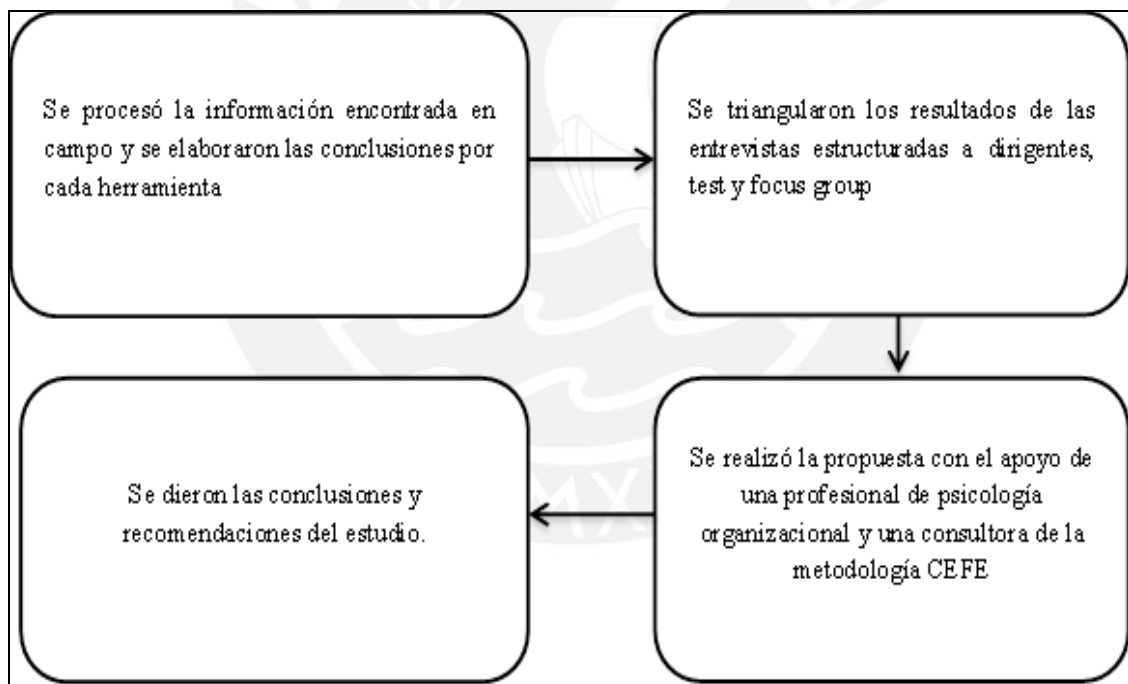 Se procesó la información encontrada en
campo y se elaboraron las conclusiones por
cada herramienta
Se triangularon los resultados de las
entrevistas estructuradas a dirigentes,
test y focus group
Se realizó la propuesta con el apoyo de
una profesional de psicología
organizacional y una consultora de la
metodología CEFE
Se dieron las conclusiones y
recomendaciones del estudio.
MX